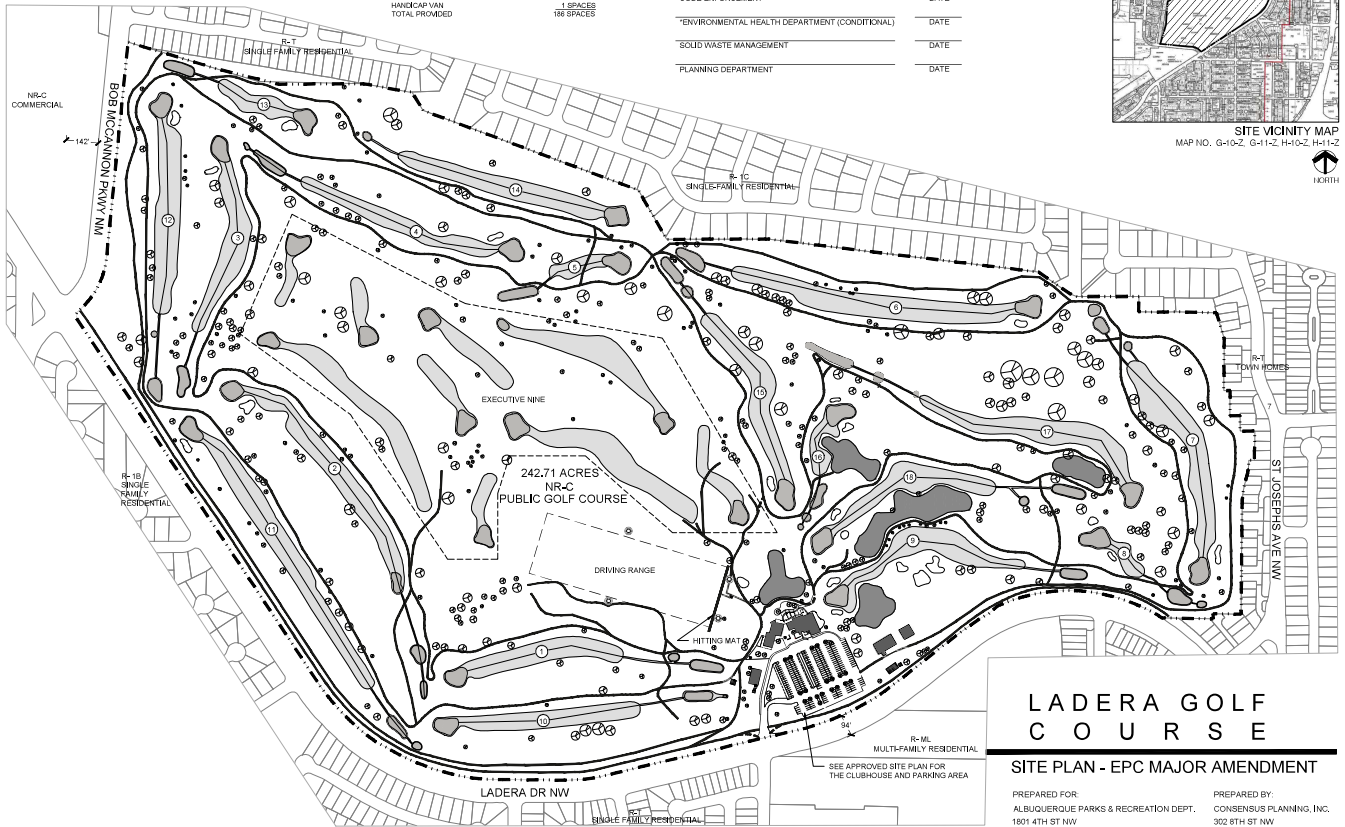 HANDICAP VAN 1 SPACES
TOTAL PROVIDED 186 SPACES
DATE
*ENVIRONMENTAL HEALTH DEPARTMENT (CONDITIONAL) DATE
SOLID WASTE MANAGEMENT DATE
PLANNING DEPARTMENT DATE
SITE VICINITY MAP
MAP NO. G-10-Z, G-11-Z, H-10-Z, H-11-Z
NORTH
R-T
SINGLE FAMILY RESIDENTIAL
NR-C
COMMERCIAL
142'
BOB MCCANNON PKWY NM
R-1C
SINGLE-FAMILY RESIDENTIAL
13
14
12
3
4
5
6
15
EXECUTIVE NINE
R-T
TOWN HOMES
7
17
7
16
18
2
242.71 ACRES
NR-C
PUBLIC GOLF COURSE
R-1B
SINGLE
FAMILY
RESIDENTIAL
11
9
8
ST JOSEPHS AVE NW
DRIVING RANGE
HITTING MAT
1
10
94'
R-ML
MULTI-FAMILY RESIDENTIAL
SEE APPROVED SITE PLAN FOR
THE CLUBHOUSE AND PARKING AREA
LADERA DR NW
R-T
SINGLE FAMILY RESIDENTIAL
LADERA GOLF
COURSE
SITE PLAN - EPC MAJOR AMENDMENT
PREPARED FOR:
ALBUQUERQUE PARKS & RECREATION DEPT.
1801 4TH ST NW
PREPARED BY:
CONSENSUS PLANNING, INC.
302 8TH ST NW